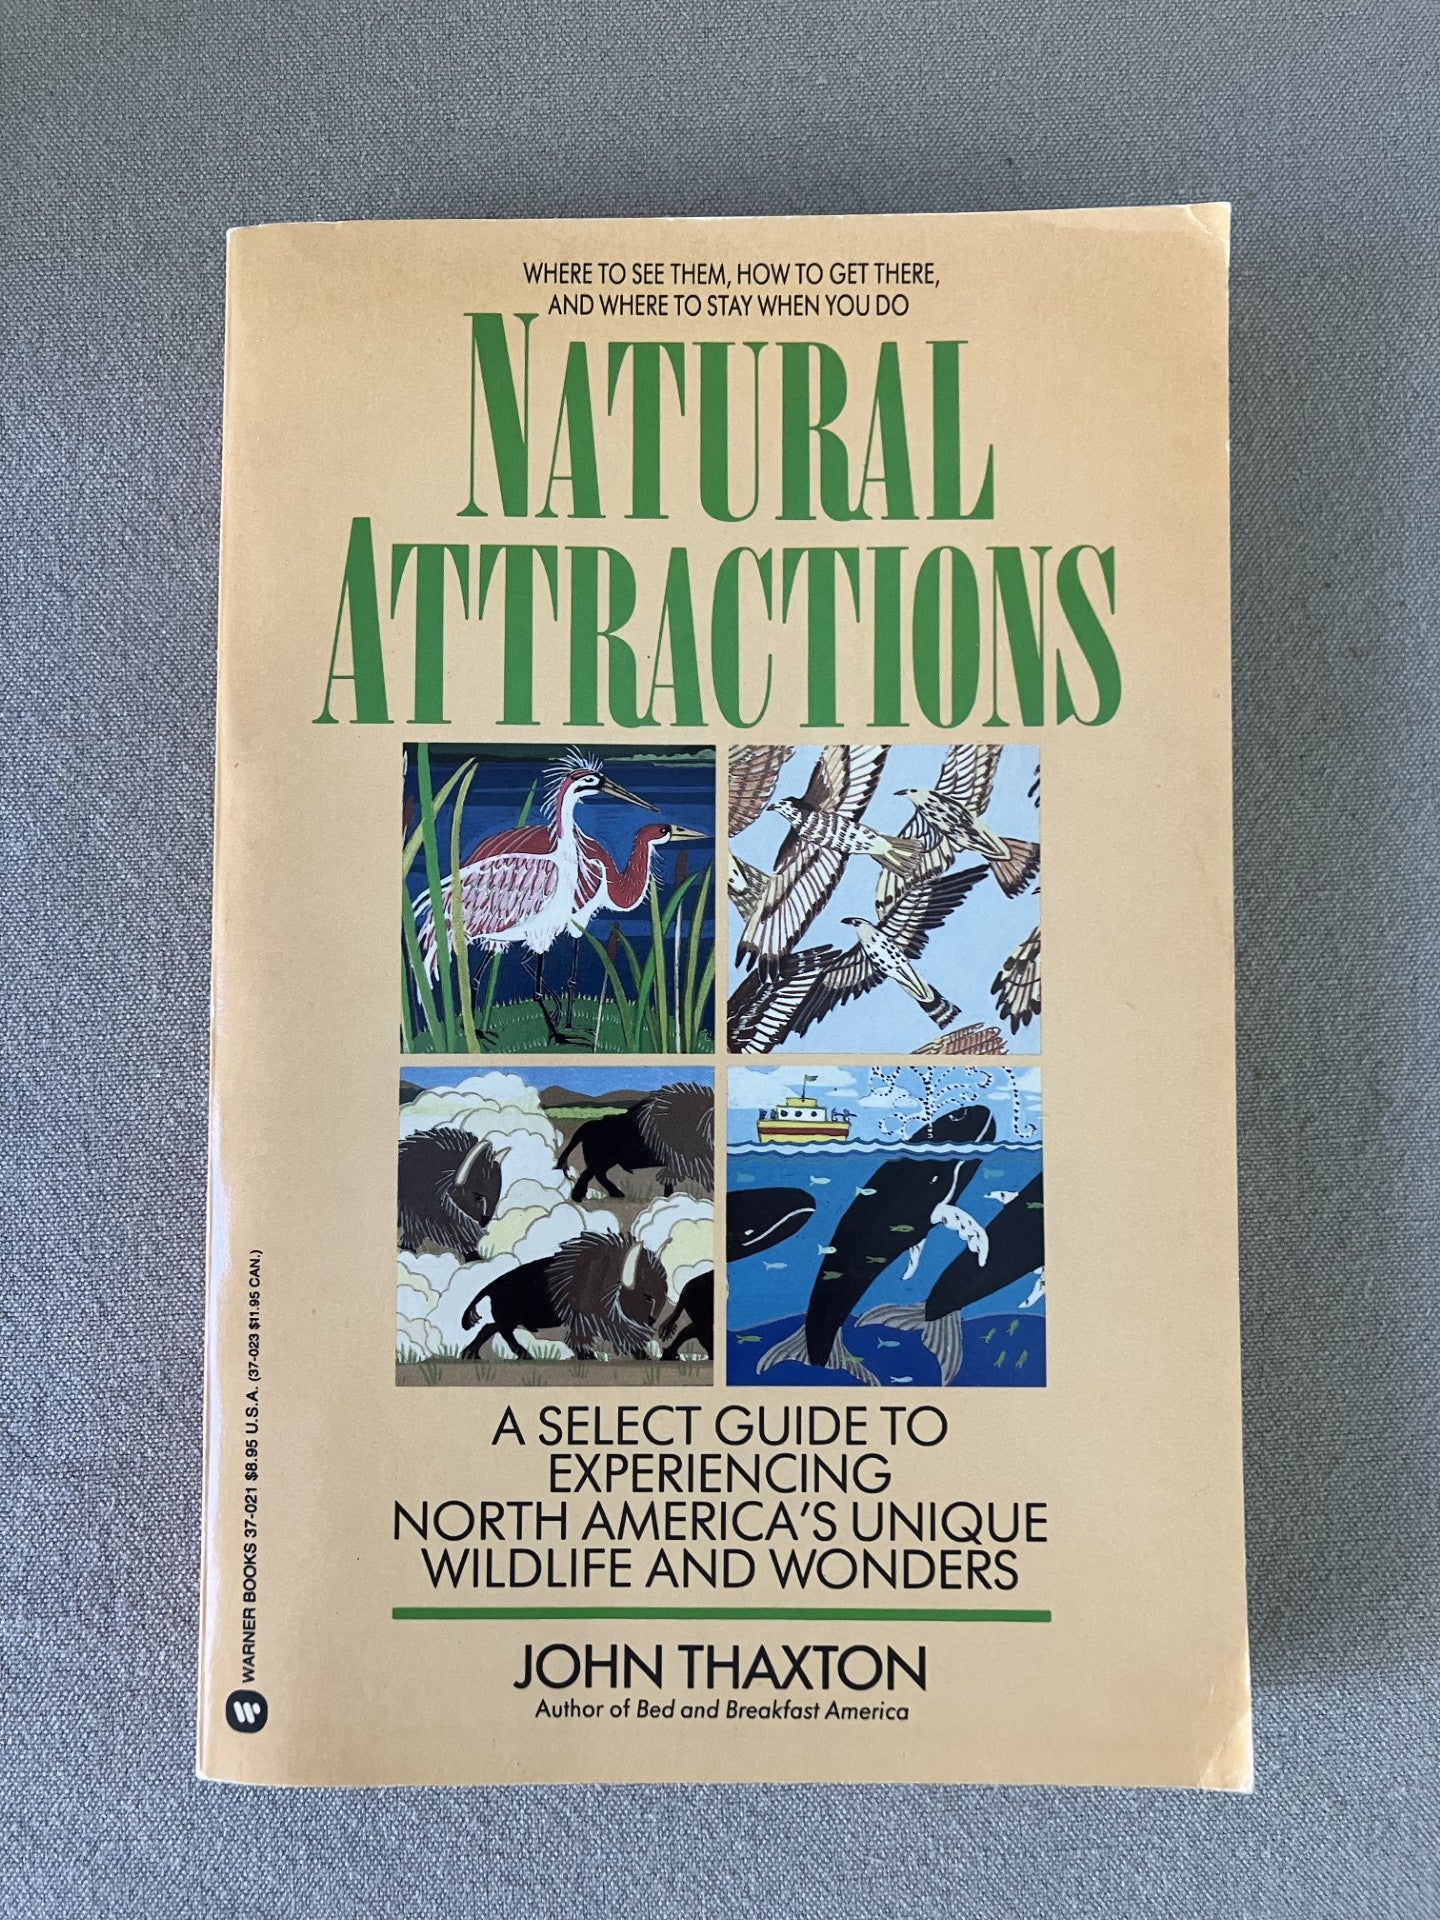 WHERE TO SEE THEM, HOW TO GET THERE,
AND WHERE TO STAY WHEN YOU DO
NATURAL
ATTRACTIONS
A SELECT GUIDE TO
EXPERIENCING
NORTH AMERICA'S UNIQUE
WILDLIFE AND WONDERS
JOHN THAXTON
Author of Bed and Breakfast America
WARNER BOOKS 37-021 $8.95 U.S.A. (37-023 $11.95 CAN.)